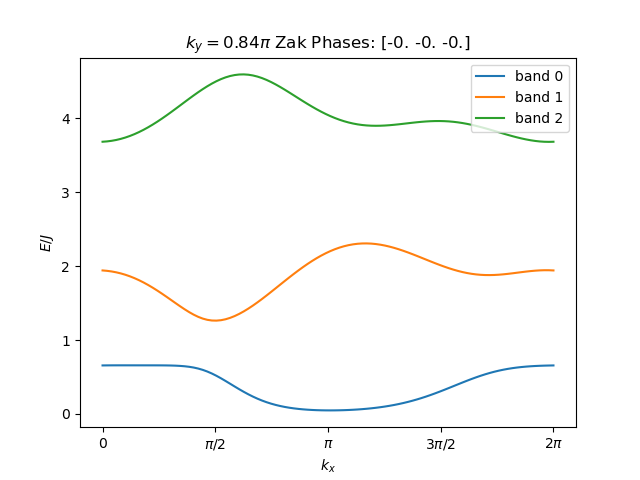 k_y = 0.84π Zak Phases: [-0. -0. -0.]
band 0
band 1
band 2
E/J
4
3
2
1
0
0 π/2 π 3π/2 2π
k_x